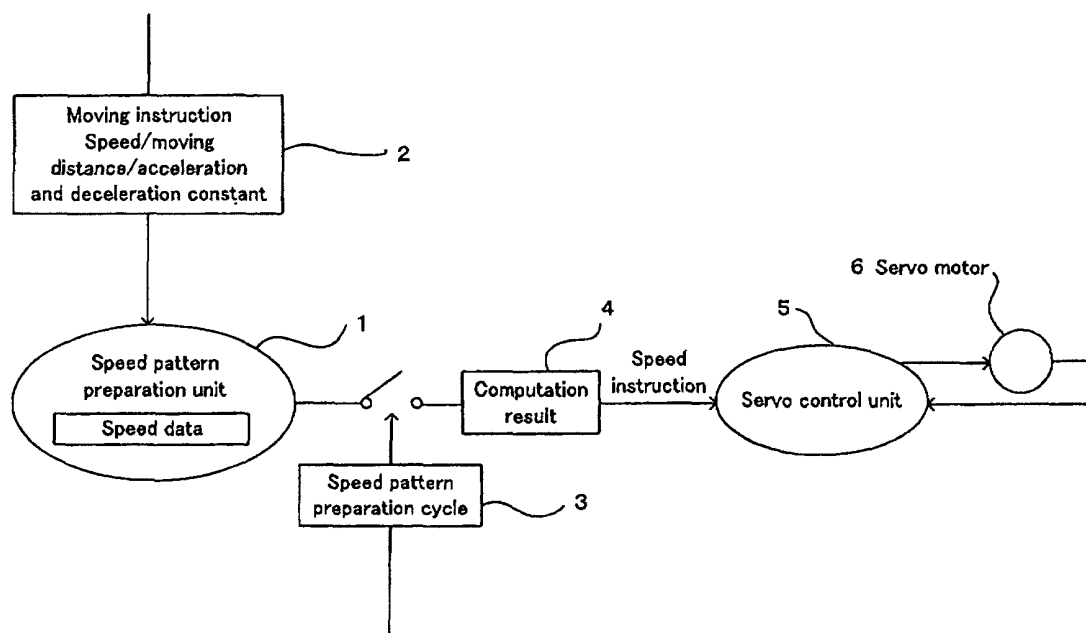 Moving instruction
Speed/moving
distance/acceleration
and deceleration constant
2
6 Servo motor
1
4
5
Speed pattern
preparation unit
Speed data
Computation
result
Speed
instruction
Servo control unit
Speed pattern
preparation cycle
3